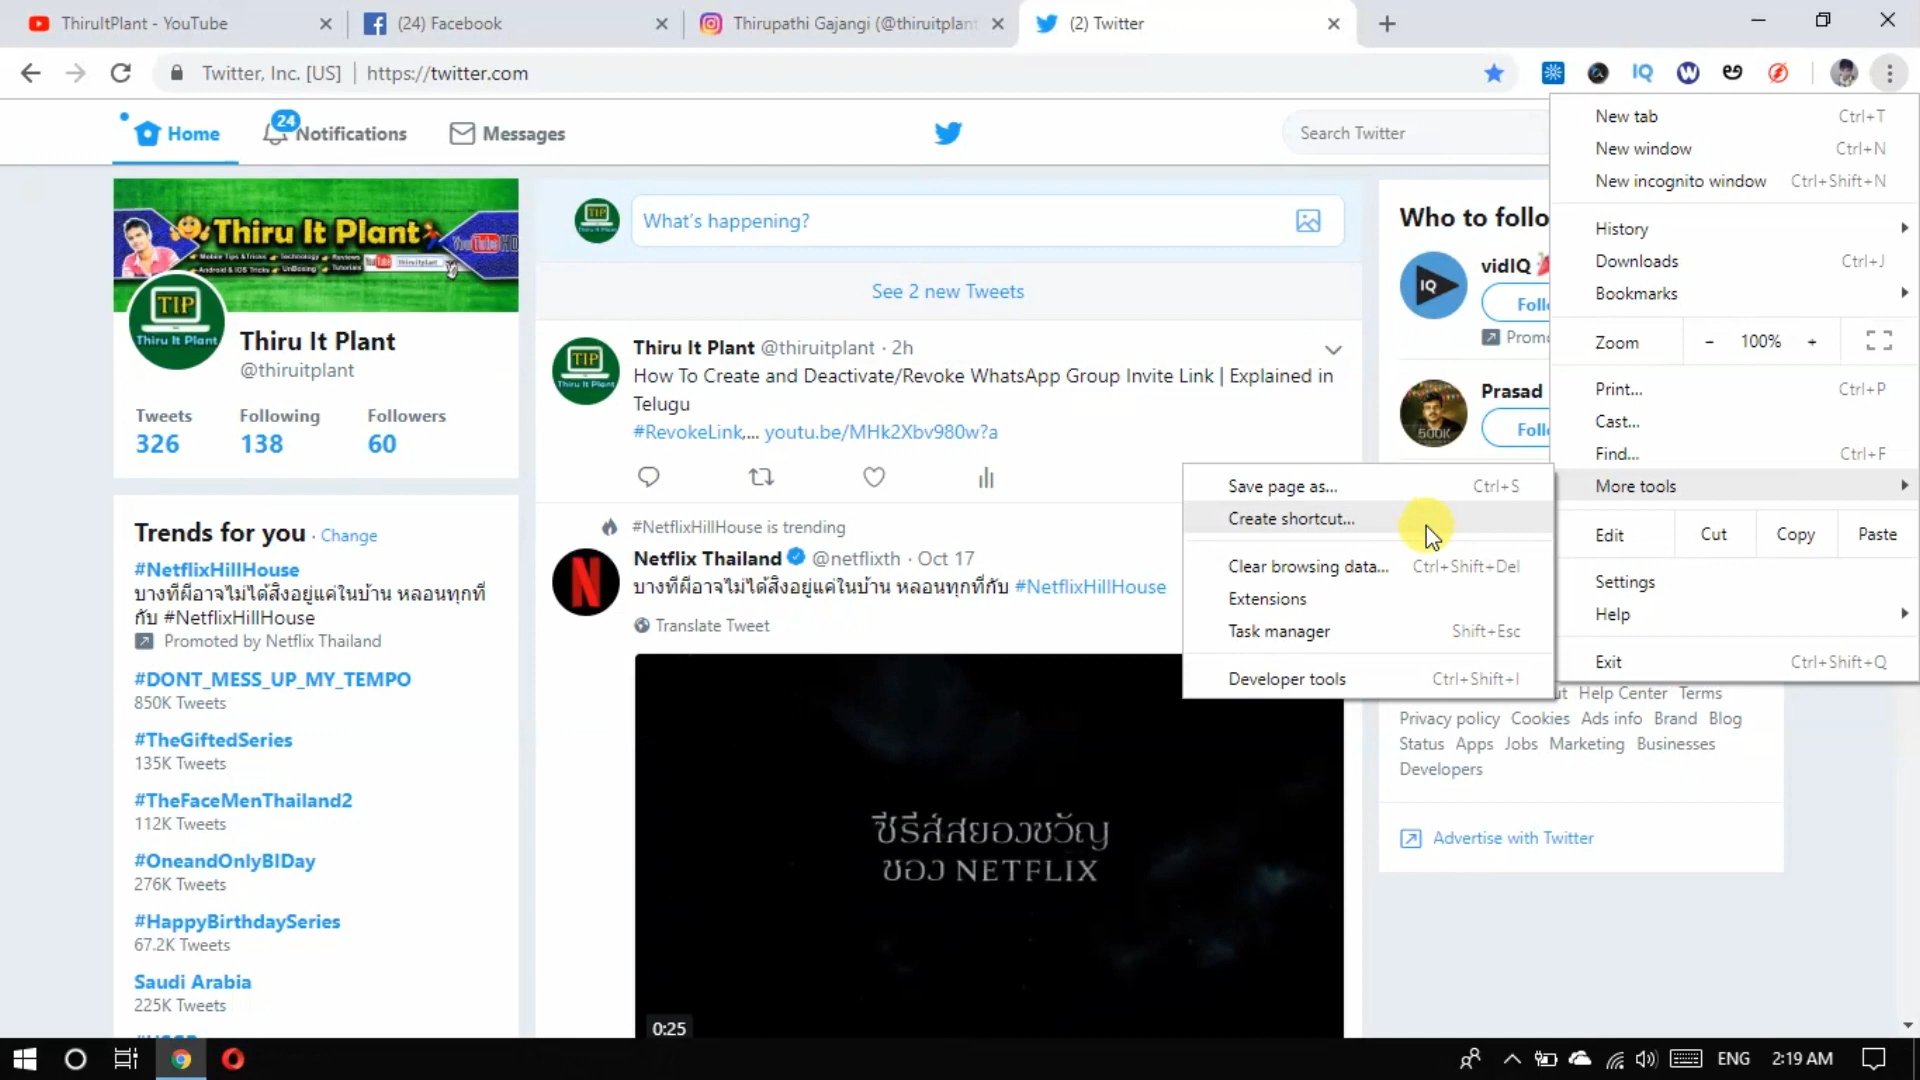 ThiruItPlant - YouTube
(24) Facebook
Thirupathi Gajangi (@thiruitplant
(2) Twitter
Twitter, Inc. [US]
https://twitter.com
Home
24
Notifications
Messages
Search Twitter
Thiru It Plant
Thiru It Plant
@thiruitplant
Tweets
Following
Followers
326
138
60
Trends for you · Change
#NetflixHillHouse
บางทีผีอาจไม่ได้สิงอยู่แค่ในบ้าน หลอนทุกที่
กับ #NetflixHillHouse
Promoted by Netflix Thailand
#DONT_MESS_UP_MY_TEMPO
850K Tweets
#TheGiftedSeries
135K Tweets
#TheFaceMenThailand2
112K Tweets
#OneandOnlyBIDay
276K Tweets
#HappyBirthdaySeries
67.2K Tweets
Saudi Arabia
225K Tweets
What's happening?
See 2 new Tweets
Thiru It Plant @thiruitplant · 2h
How To Create and Deactivate/Revoke WhatsApp Group Invite Link | Explained in
Telugu
#RevokeLink,... youtu.be/MHk2Xbv980w?a
#NetflixHillHouse is trending
Netflix Thailand @netflixth · Oct 17
บางทีผีอาจไม่ได้สิงอยู่แค่ในบ้าน หลอนทุกที่กับ #NetflixHillHouse
Translate Tweet
ซีรีส์สยองขวัญ
ของ NETFLIX
0:25
Who to follo
vidIQ
Foll
Promo
Prasad
500K
Foll
Save page as... Ctrl+S
Create shortcut...
Clear browsing data... Ctrl+Shift+Del
Extensions
Task manager Shift+Esc
Developer tools Ctrl+Shift+I
New tab Ctrl+T
New window Ctrl+N
New incognito window Ctrl+Shift+N
History
Downloads Ctrl+J
Bookmarks
Zoom - 100% +
Print... Ctrl+P
Cast...
Find... Ctrl+F
More tools
Edit Cut Copy Paste
Settings
Help
Exit Ctrl+Shift+Q
ut Help Center Terms
Privacy policy Cookies Ads info Brand Blog
Status Apps Jobs Marketing Businesses
Developers
Advertise with Twitter
ENG
2:19 AM